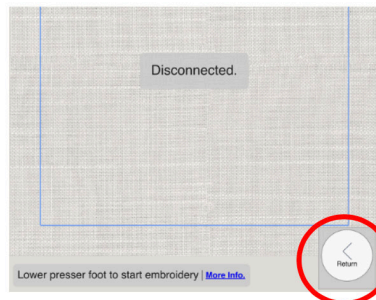 Disconnected.
Lower presser foot to start embroidery | More Info.
Return